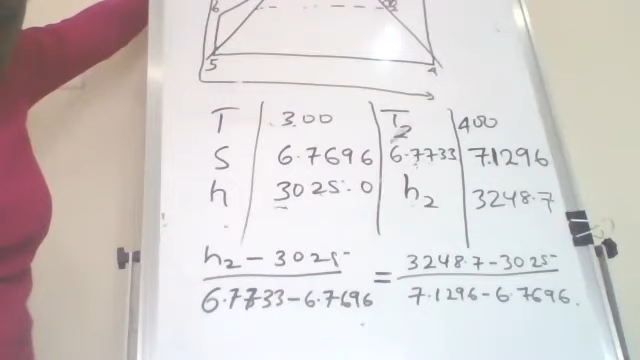 6 3
5 4
T 300 T2 400
S 6.7696 6.7733 7.1296
h 3025.0 h2 3248.7
h2 - 3025 / 6.7733-6.7696 = 3248.7-3025 / 7.1296-6.7696.